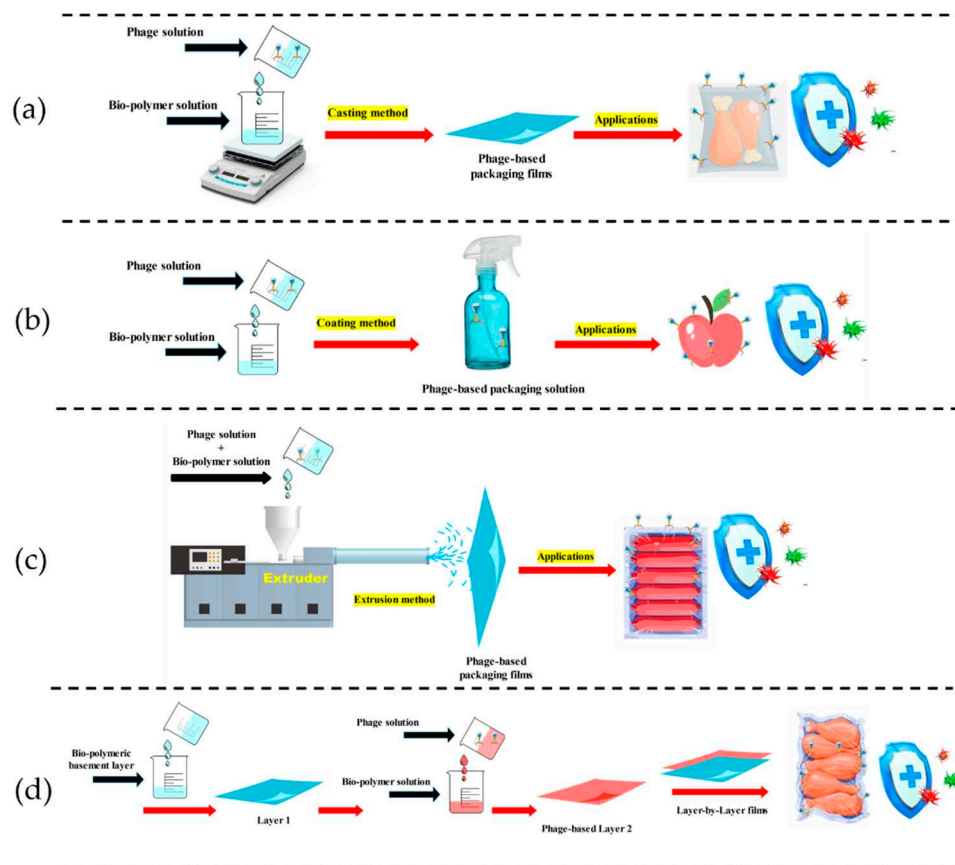 (a)
Phage solution
Bio-polymer solution
Casting method
Phage-based
packaging films
Applications
(b)
Phage solution
Bio-polymer solution
Coating method
Phage-based packaging solution
Applications
(c)
Phage solution
+
Bio-polymer solution
Extruder
Extrusion method
Phage-based
packaging films
Applications
(d)
Bio-polymeric
basement layer
Layer 1
Phage solution
Bio-polymer solution
Phage-based Layer 2
Layer-by-Layer films